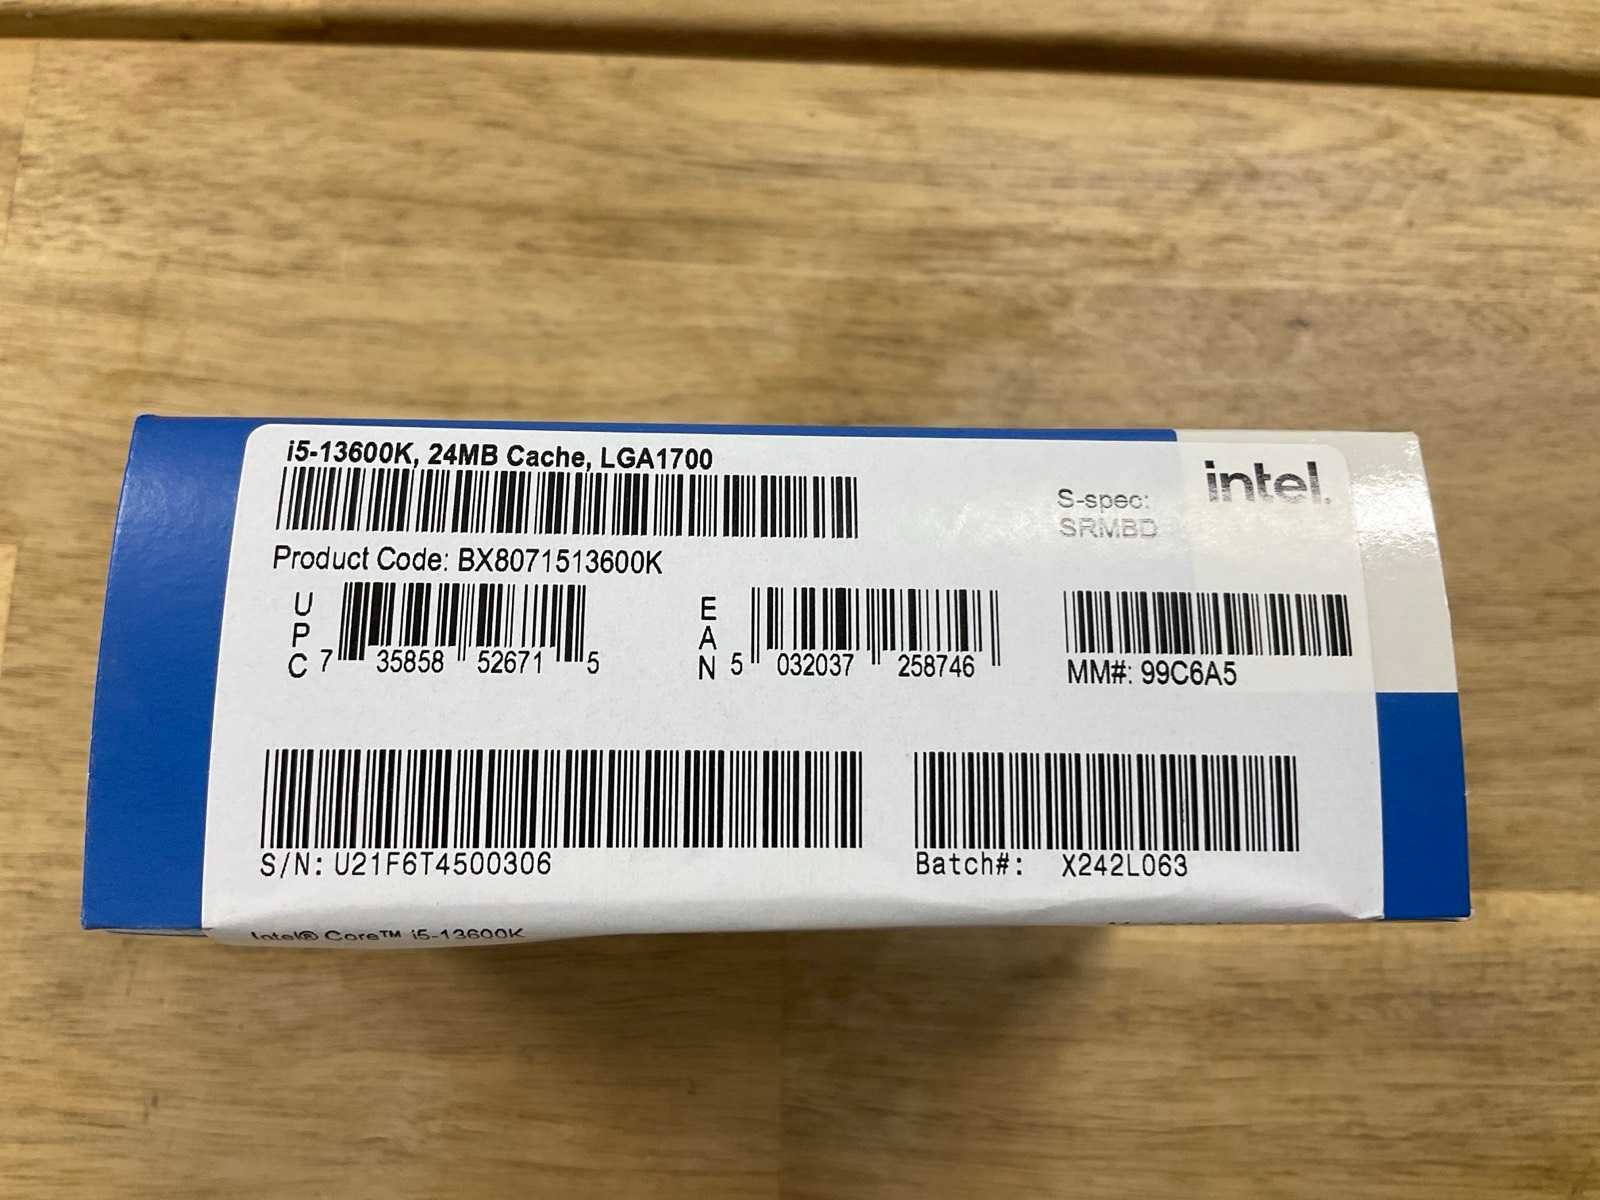 i5-13600K, 24MB Cache, LGA1700
intel.
S-spec:
SRMBD
Product Code: BX8071513600K
UPC
7 35858 52671 5
EAN
5 032037 258746
MM#: 99C6A5
S/N: U21F6T4500306
Batch#: X242L063
Intel® Core™ i5-13600K